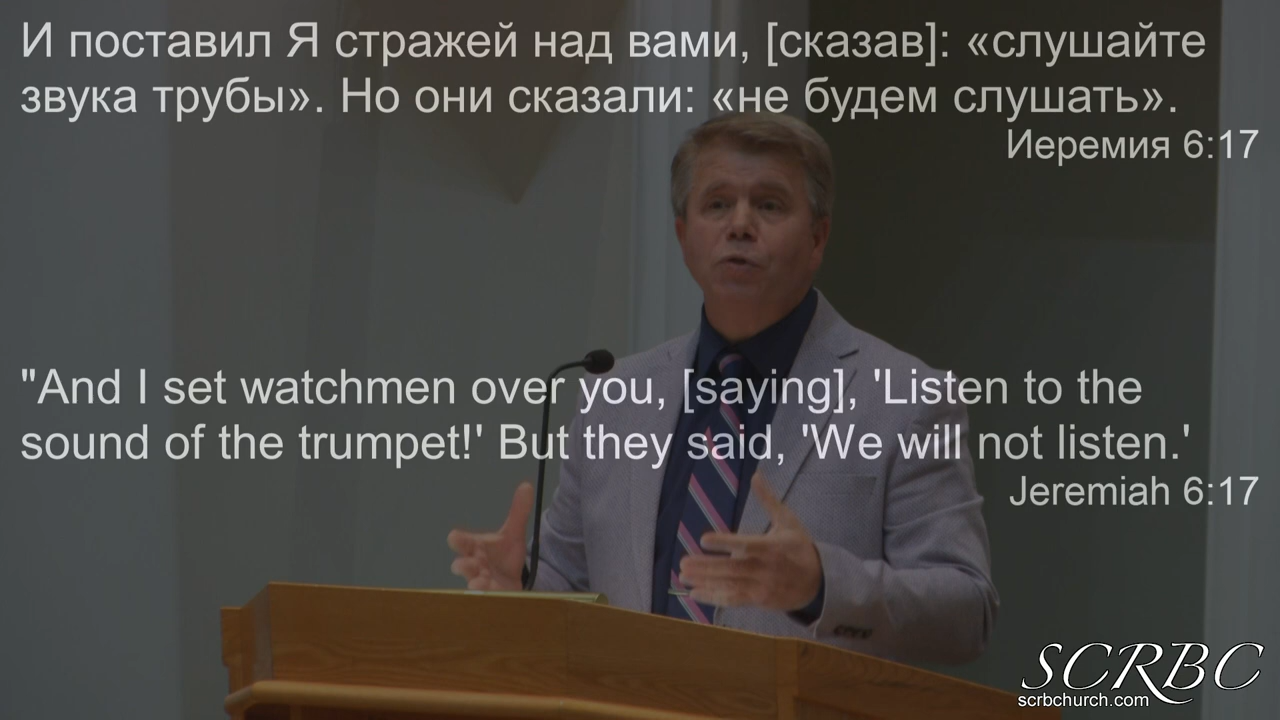 И поставил Я стражей над вами, [сказав]: «слушайте
звука трубы». Но они сказали: «не будем слушать».
Иеремия 6:17
"And I set watchmen over you, [saying], 'Listen to the
sound of the trumpet!' But they said, 'We will not listen.'
Jeremiah 6:17
SCRBC
scrbchurch.com